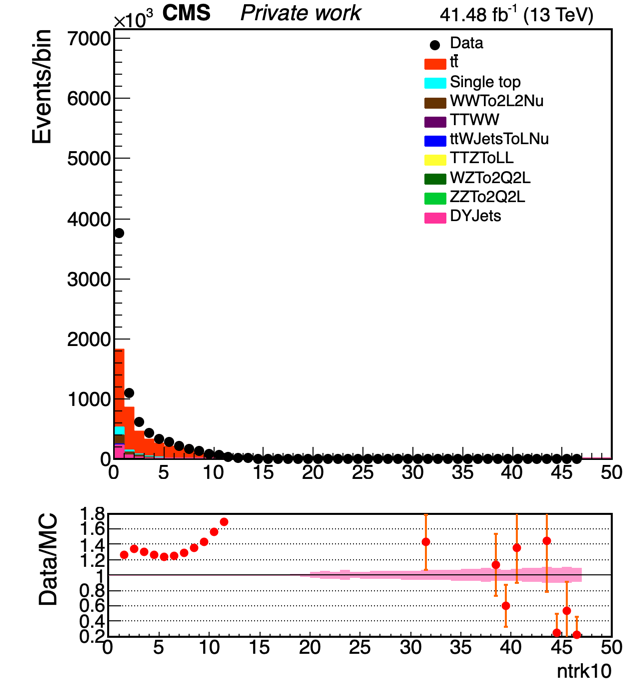 ×10³ CMS Private work 41.48 fb⁻¹ (13 TeV)
Events/bin
7000
6000
5000
4000
3000
2000
1000
0
Data
tt̄
Single top
WWTo2L2Nu
TTWW
ttWJetsToLNu
TTZToLL
WZTo2Q2L
ZZTo2Q2L
DYJets
0 5 10 15 20 25 30 35 40 45 50
Data/MC
1.8
1.6
1.4
1.2
1
0.8
0.6
0.4
0.2
0 5 10 15 20 25 30 35 40 45 50
ntrk10